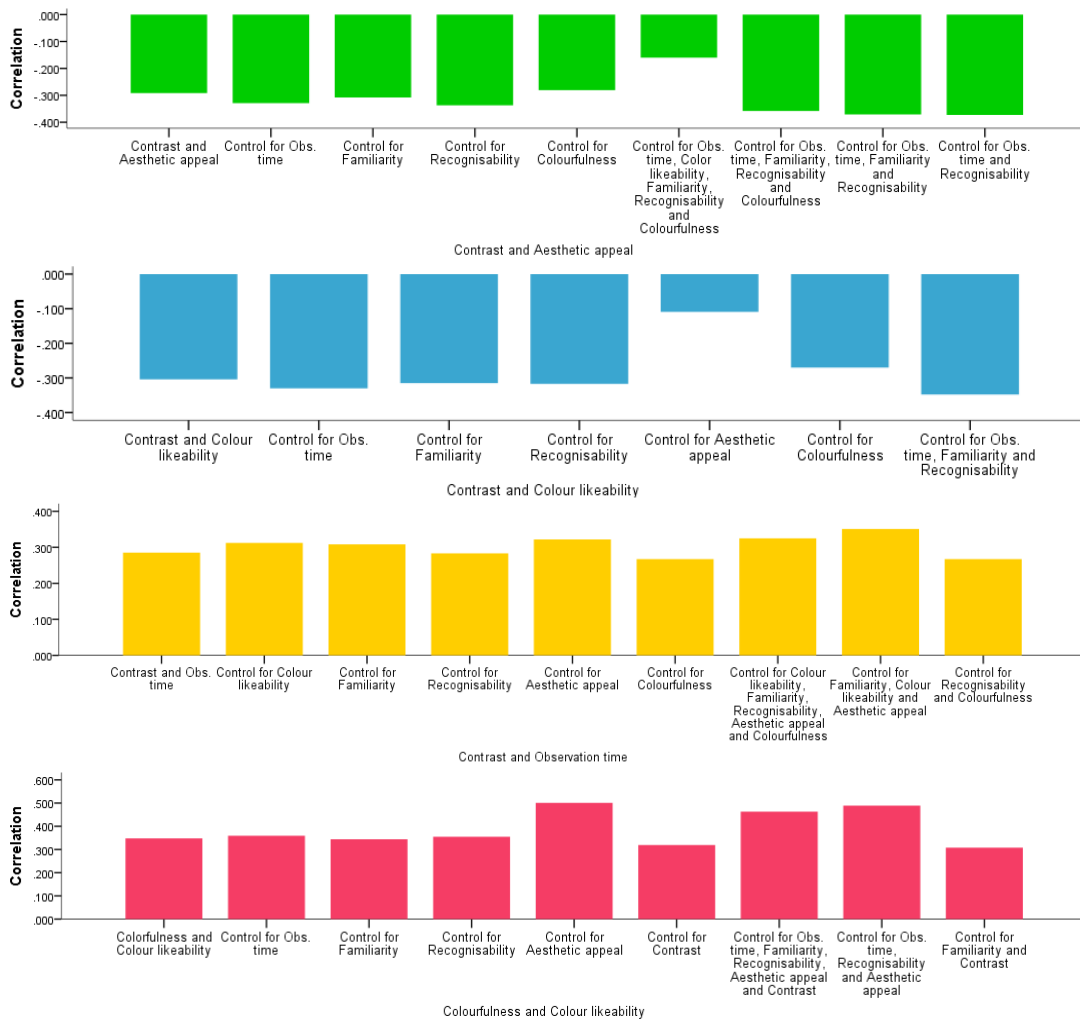 Correlation
.000
-.100
-.200
-.300
-.400
Contrast and
Aesthetic appeal
Control for Obs.
time
Control for
Familiarity
Control for
Recognisability
Control for
Colourfulness
Control for Obs.
time, Color
likeability,
Familiarity,
Recognisability
and
Colourfulness
Control for Obs.
time, Familiarity,
Recognisability
and
Colourfulness
Control for Obs.
time, Familiarity
and
Recognisability
Control for Obs.
time and
Recognisability
Contrast and Aesthetic appeal
Correlation
.000
-.100
-.200
-.300
-.400
Contrast and Colour
likeability
Control for Obs.
time
Control for
Familiarity
Control for
Recognisability
Control for Aesthetic
appeal
Control for
Colourfulness
Control for Obs.
time, Familiarity and
Recognisability
Contrast and Colour likeability
Correlation
.400
.300
.200
.100
.000
Contrast and Obs.
time
Control for Colour
likeability
Control for
Familiarity
Control for
Recognisability
Control for
Aesthetic appeal
Control for
Colourfulness
Control for Colour
likeability,
Familiarity,
Recognisability,
Aesthetic appeal
and Colourfulness
Control for
Familiarity, Colour
likeability and
Aesthetic appeal
Control for
Recognisability
and Colourfulness
Contrast and Observation time
Correlation
.600
.500
.400
.300
.200
.100
.000
Colorfulness and
Colour likeability
Control for Obs.
time
Control for
Familiarity
Control for
Recognisability
Control for
Aesthetic appeal
Control for
Contrast
Control for Obs.
time, Familiarity,
Recognisability,
Aesthetic appeal
and Contrast
Control for Obs.
time,
Recognisability
and Aesthetic
appeal
Control for
Familiarity and
Contrast
Colourfulness and Colour likeability